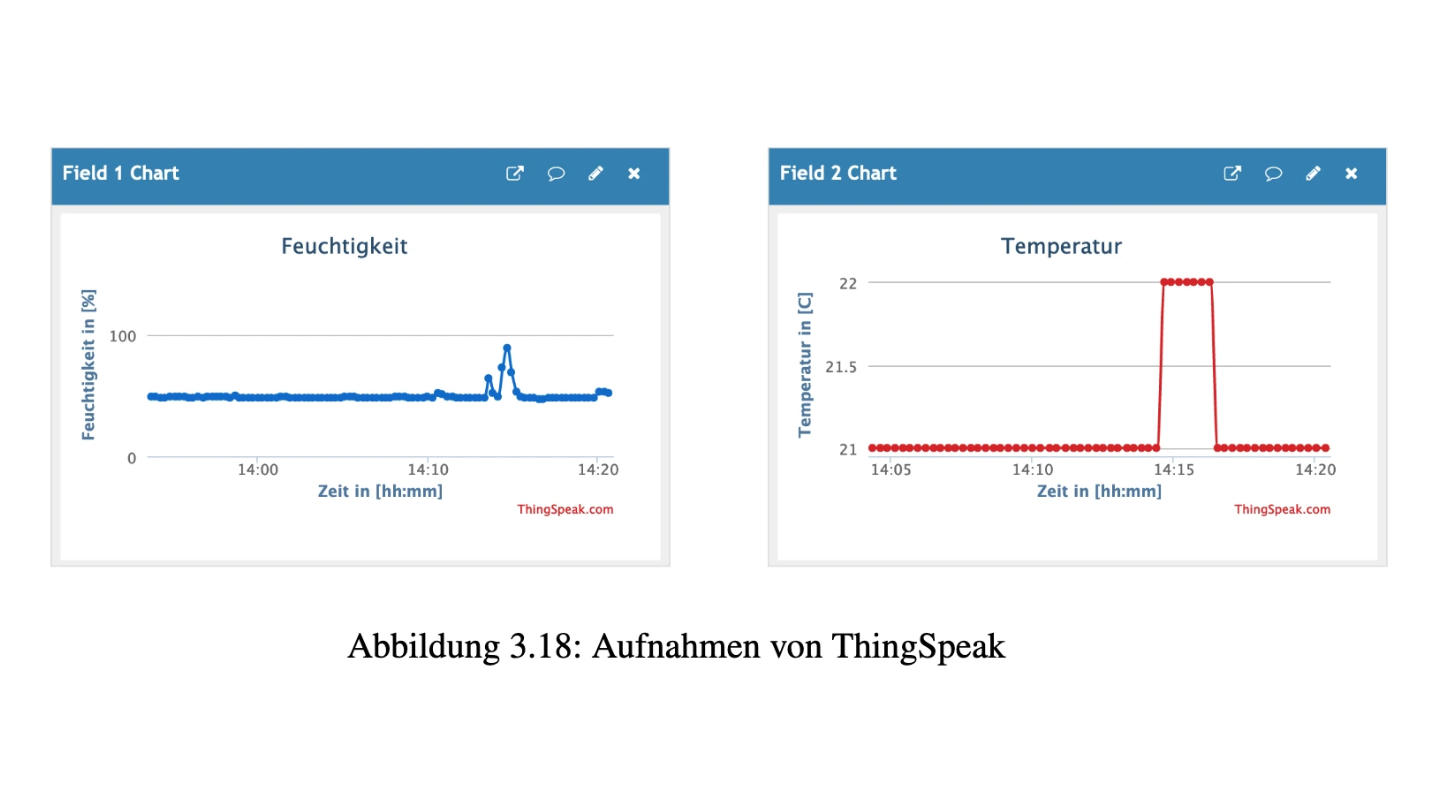 Field 1 Chart
Feuchtigkeit
Feuchtigkeit in [%]
100
0
14:00 14:10 14:20
Zeit in [hh:mm]
ThingSpeak.com
Field 2 Chart
Temperatur
Temperatur in [C]
22
21.5
21
14:05 14:10 14:15 14:20
Zeit in [hh:mm]
ThingSpeak.com
Abbildung 3.18: Aufnahmen von ThingSpeak